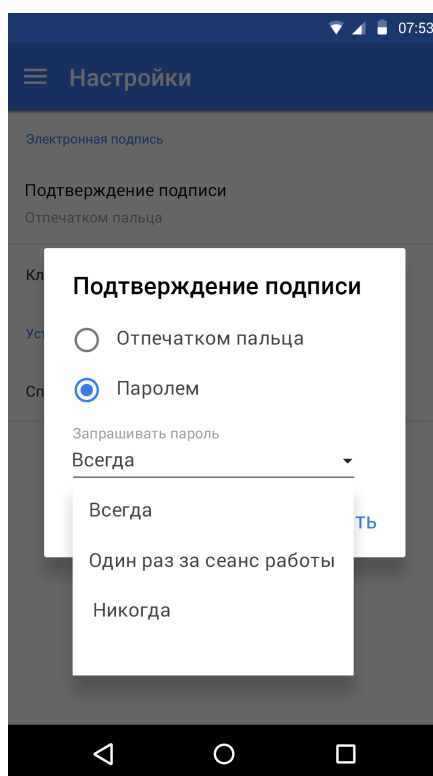 07:53
Настройки
Электронная подпись
Подтверждение подписи
Отпечатком пальца
Подтверждение подписи
Отпечатком пальца
Паролем
Запрашивать пароль
Всегда
Всегда
Один раз за сеанс работы
Никогда